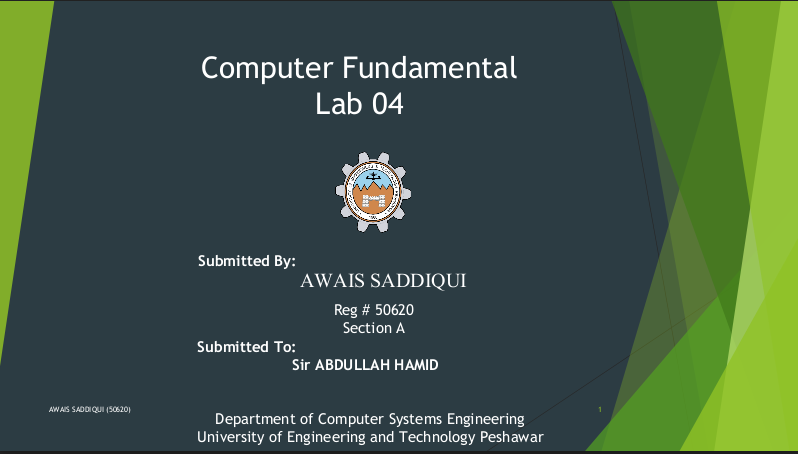 Computer Fundamental
Lab 04
Submitted By:
AWAIS SADDIQUI
Reg # 50620
Section A
Submitted To:
Sir ABDULLAH HAMID
AWAIS SADDIQUI (50620)
1
Department of Computer Systems Engineering
University of Engineering and Technology Peshawar